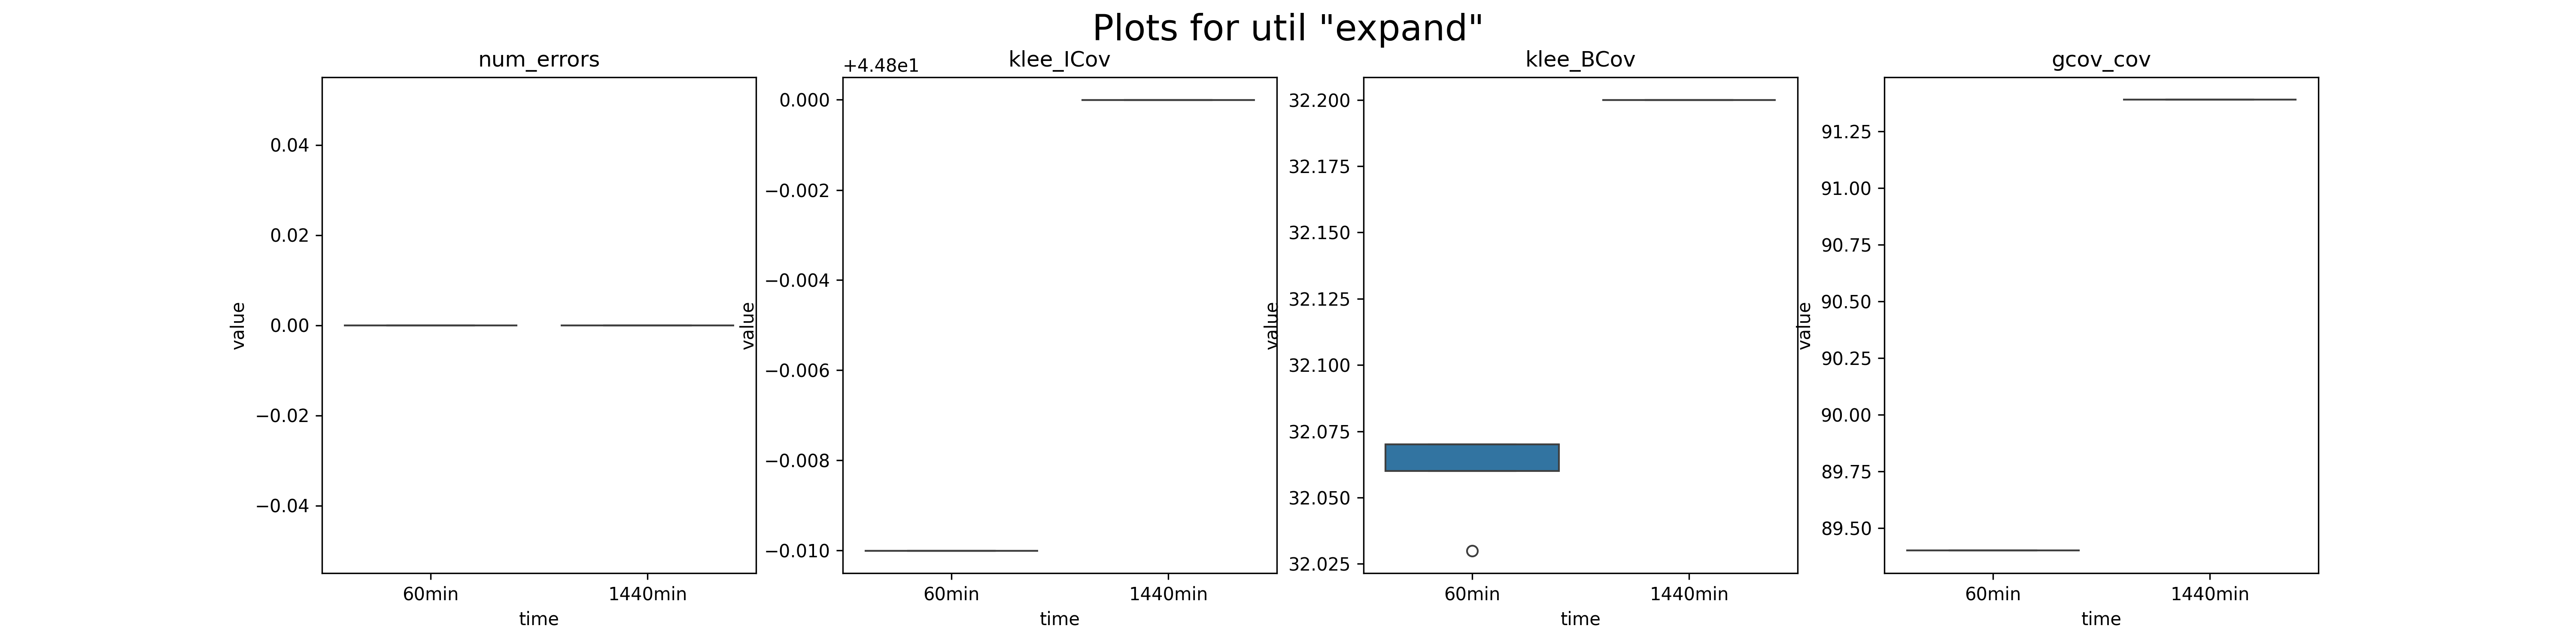 Plots for util "expand"
num_errors
0.04
0.02
0.00
−0.02
−0.04
value
60min
1440min
time
klee_ICov
+4.48e1
0.000
−0.002
−0.004
−0.006
−0.008
−0.010
value
60min
1440min
time
klee_BCov
32.200
32.175
32.150
32.125
32.100
32.075
32.050
32.025
value
60min
1440min
time
gcov_cov
91.25
91.00
90.75
90.50
90.25
90.00
89.75
89.50
value
60min
1440min
time